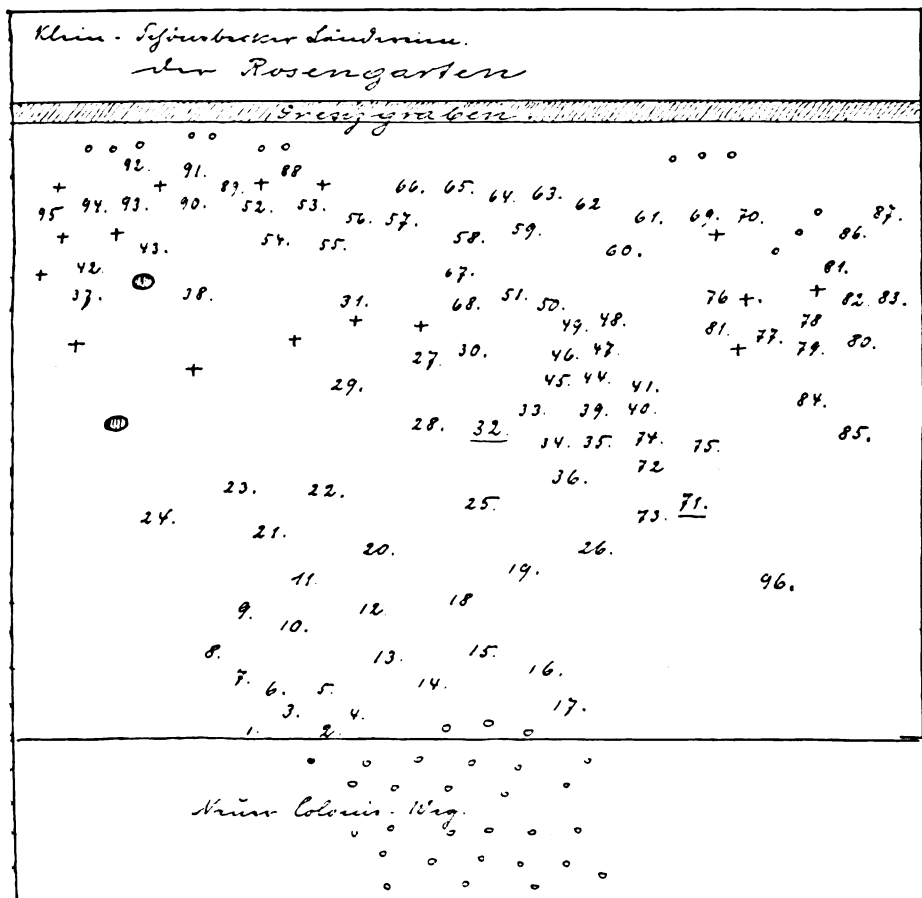 Klein-Schönebecker Ländereien.
der Rosengarten
Grenzgraben.
92. 91. 88
95 94. 93. 90. 89. 52. 53. 66. 65. 64. 63. 62
56. 57. 61. 69. 70. 87.
43. 54. 55. 58. 59. 60. 86.
42. 67. 81.
37. 38. 31. 68. 51. 50. 76 82. 83.
49. 48. 81. 77. 78
27. 30. 46. 47. 79. 80.
29. 45. 44. 41.
33. 39. 40. 84.
28. 32. 34. 35. 74. 75. 85.
36. 72
23. 22. 25.
24. 73. 71.
21. 20. 26.
11. 19. 96.
9. 10. 12. 18
8. 13. 15.
7. 6. 5. 14. 16.
3. 4. 17.
1. 2.
Neuer Colonie-Weg.